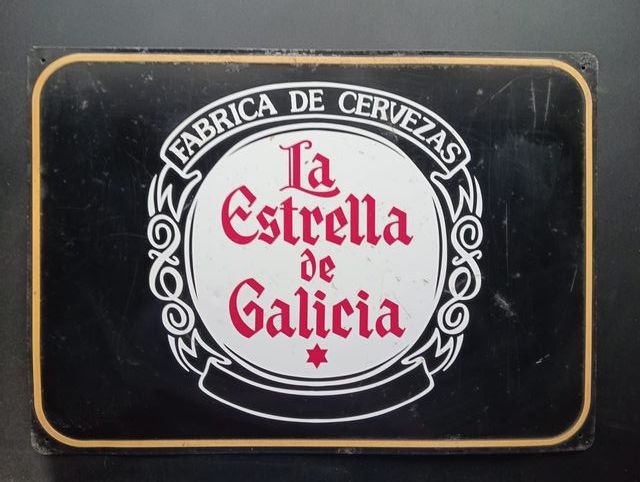 FABRICA DE CERVEZAS
La
Estrella
de
Galicia